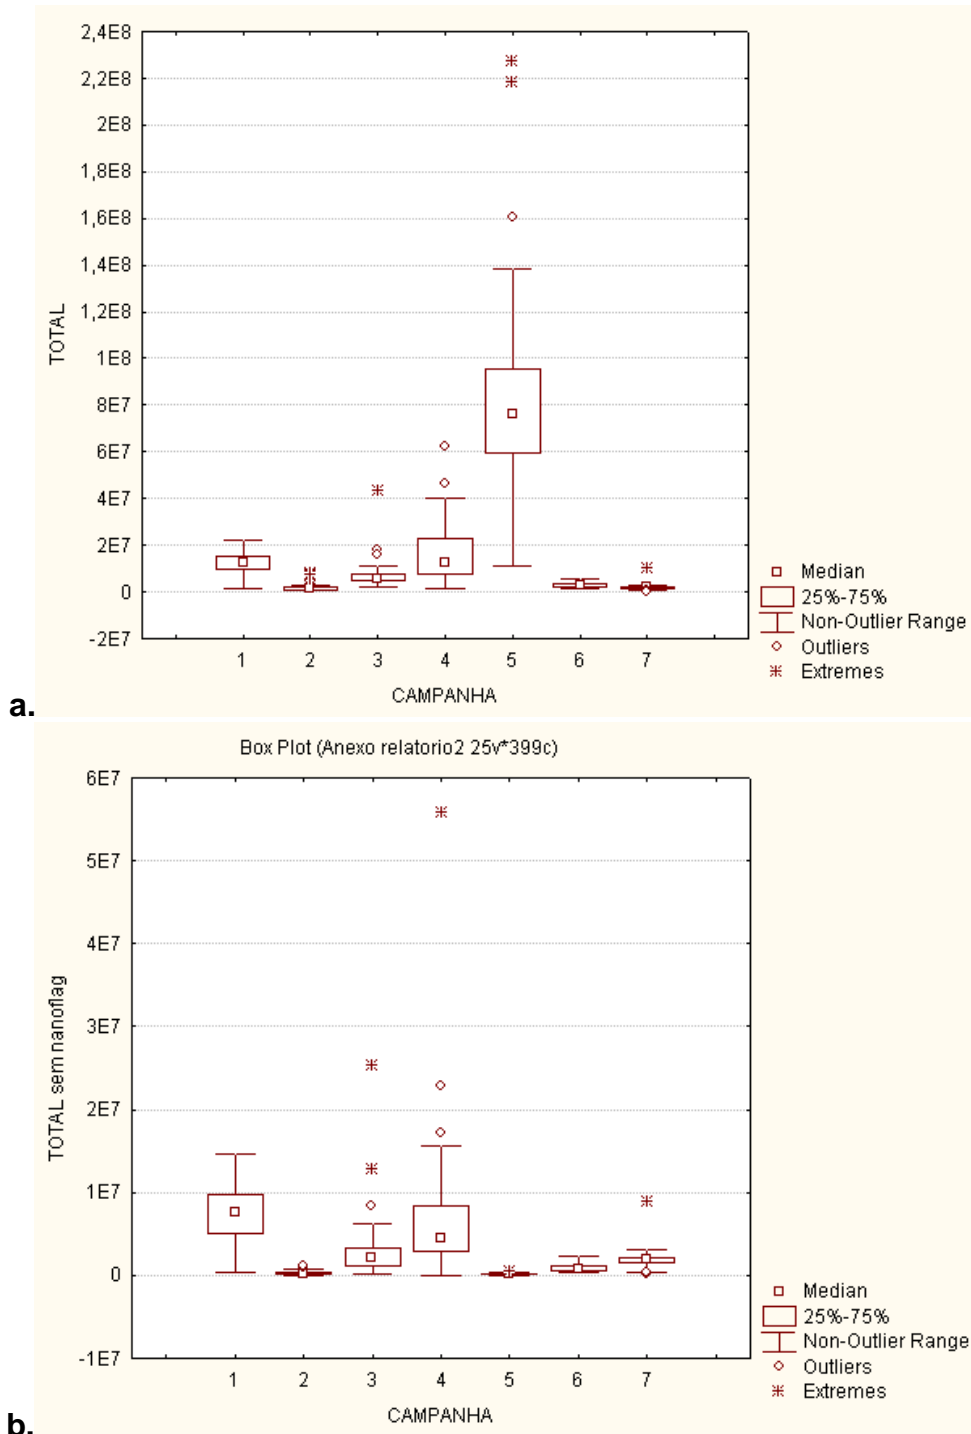 2,4E8
2,2E8
2E8
1,8E8
1,6E8
1,4E8
1,2E8
1E8
8E7
6E7
4E7
2E7
0
-2E7
TOTAL
1 2 3 4 5 6 7
CAMPANHA
Median
25%-75%
Non-Outlier Range
Outliers
Extremes
a.
Box Plot (Anexo relatorio2 25v*399c)
6E7
5E7
4E7
3E7
2E7
1E7
0
-1E7
TOTAL sem nanoflag
1 2 3 4 5 6 7
CAMPANHA
Median
25%-75%
Non-Outlier Range
Outliers
Extremes
b.